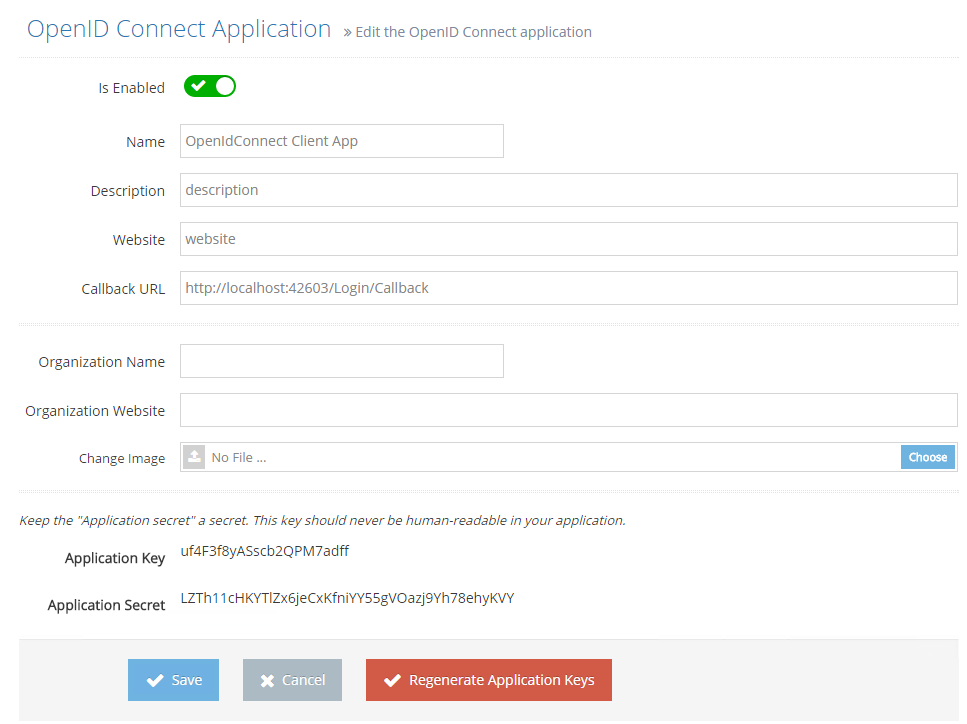 OpenID Connect Application » Edit the OpenID Connect application
Is Enabled
Name OpenIdConnect Client App
Description description
Website website
Callback URL http://localhost:42603/Login/Callback
Organization Name
Organization Website
Change Image No File ... Choose
Keep the "Application secret" a secret. This key should never be human-readable in your application.
Application Key uf4F3f8yASscb2QPM7adff
Application Secret LZTh11cHKYTlZx6jeCxKfniYY55gVOazj9Yh78ehyKVY
Save Cancel Regenerate Application Keys